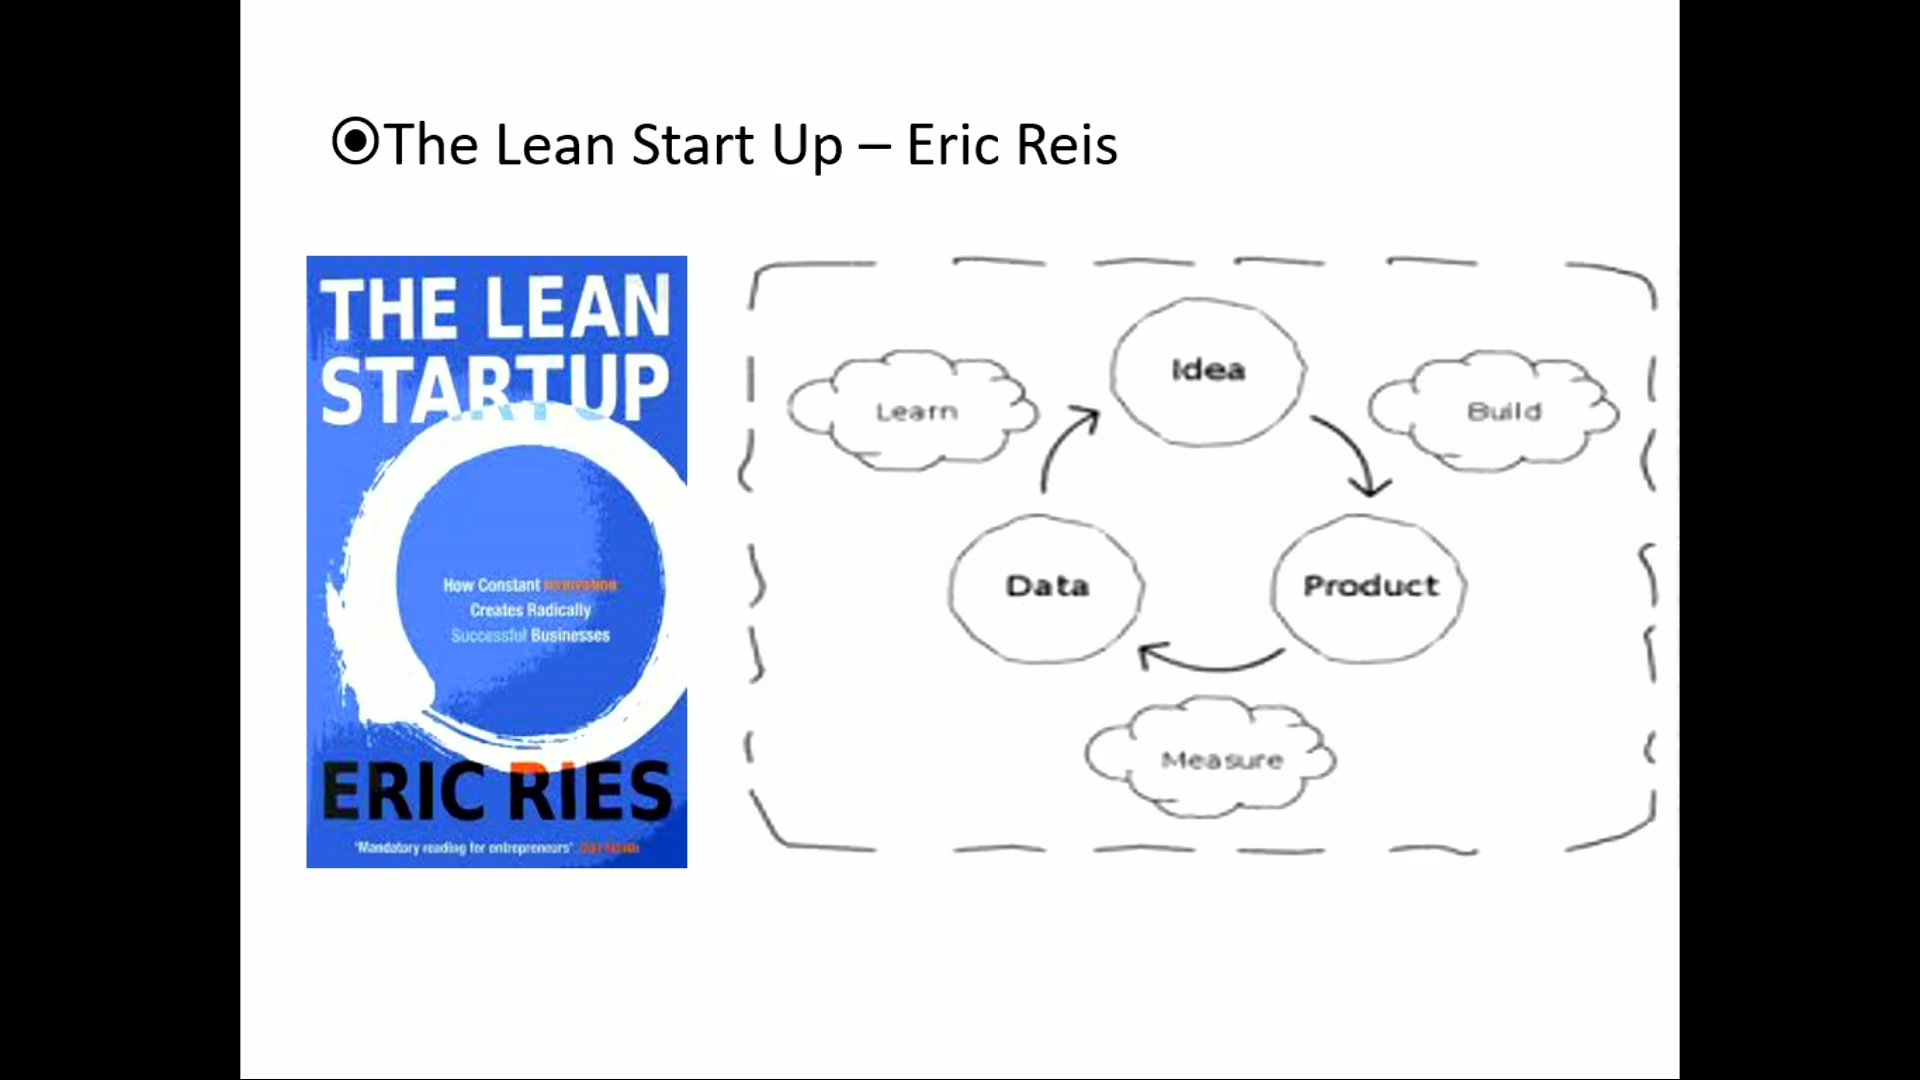 The Lean Start Up – Eric Reis
THE LEAN
STARTUP
How Constant Innovation
Creates Radically
Successful Businesses
ERIC RIES
'Mandatory reading for entrepreneurs'
Idea
Learn
Build
Data
Product
Measure